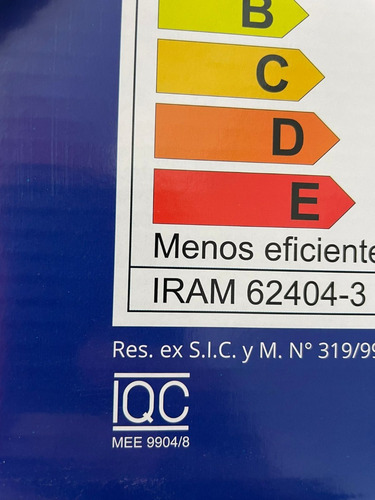 B
C
D
E
Menos eficiente
IRAM 62404-3
Res. ex S.I.C. y M. N° 319/99
IQC
MEE 9904/8